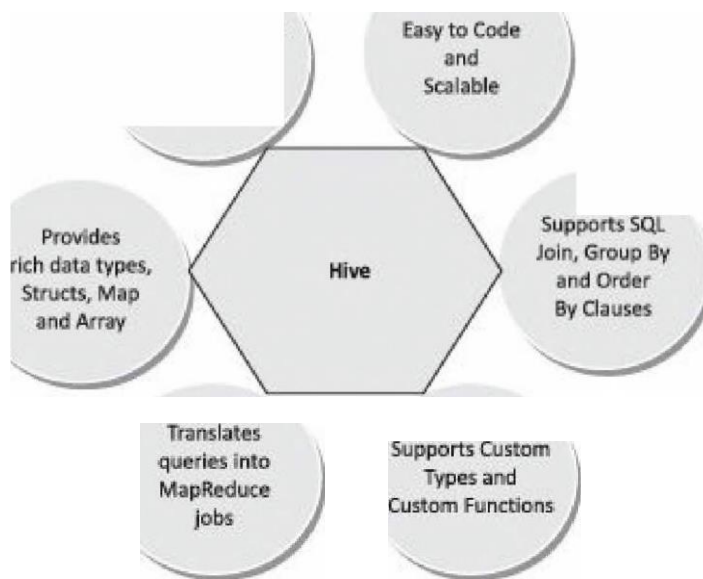 Easy to Code
and
Scalable
Provides
rich data types,
Structs, Map
and Array
Hive
Supports SQL
Join, Group By
and Order
By Clauses
Translates
queries into
MapReduce
jobs
Supports Custom
Types and
Custom Functions